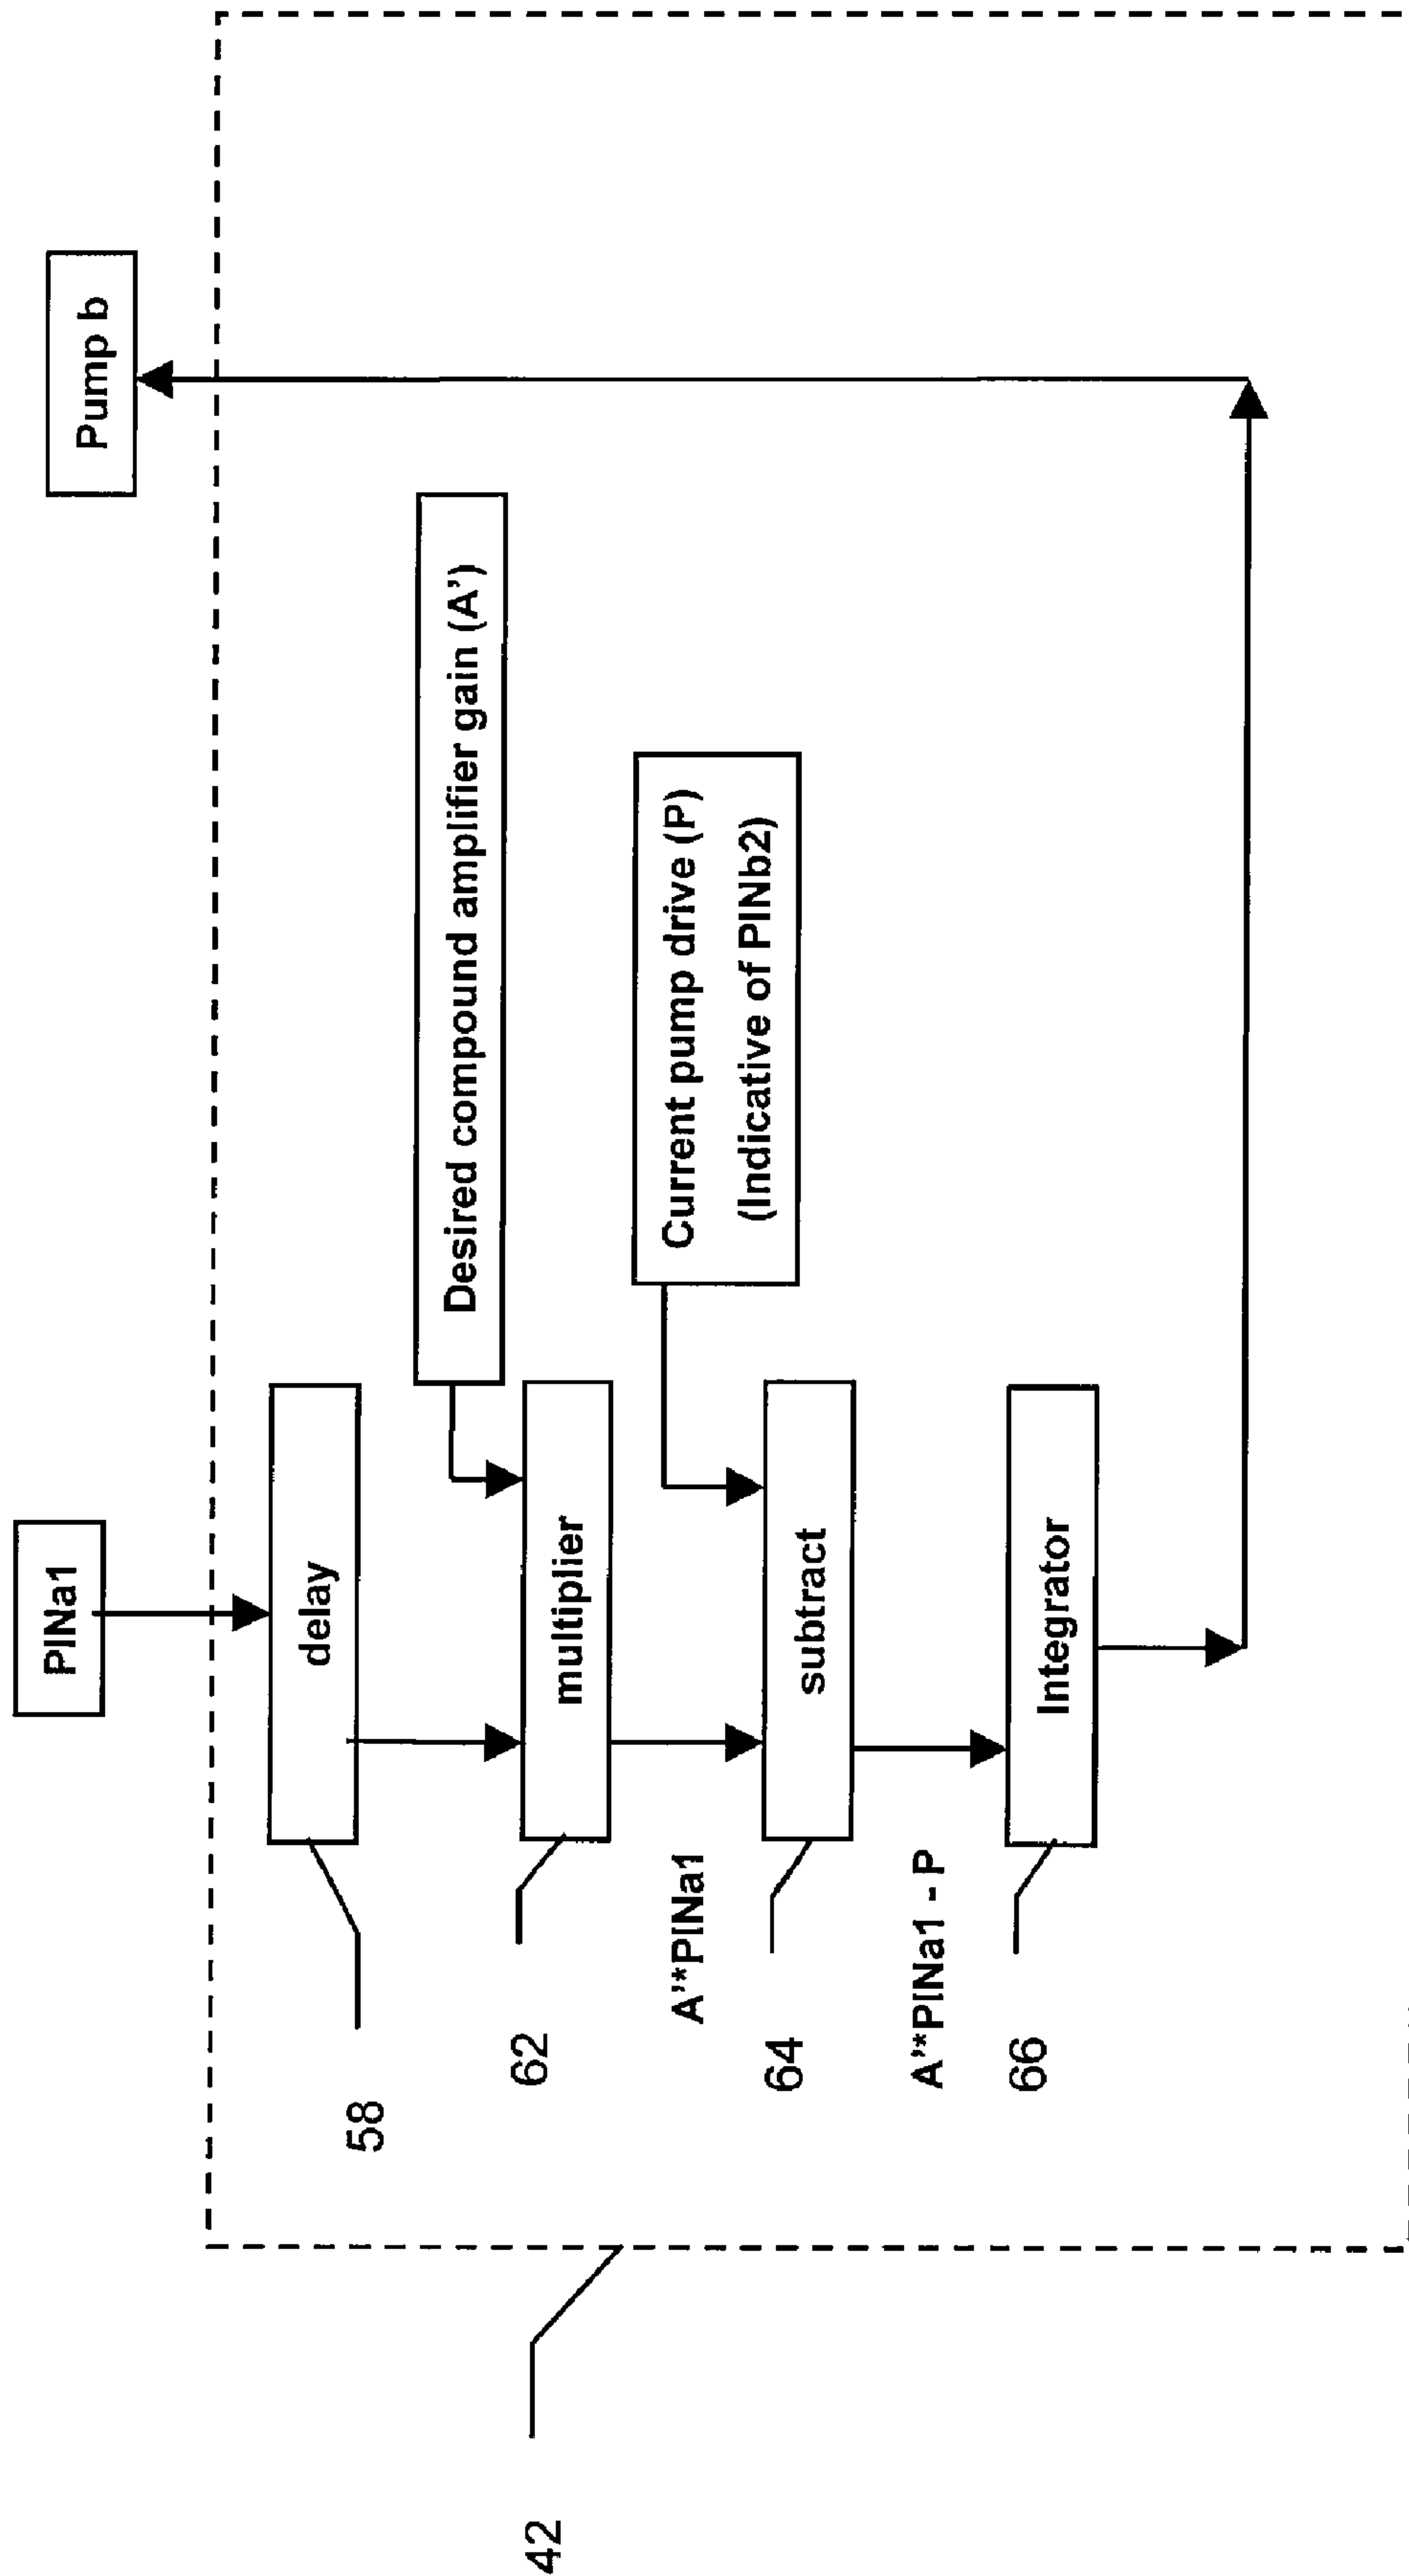 PINa1
Pump b
delay
58
Desired compound amplifier gain (A')
multiplier
62
A'*PINa1
Current pump drive (P)
(Indicative of PINb2)
subtract
64
A'*PINa1 - P
Integrator
66
42